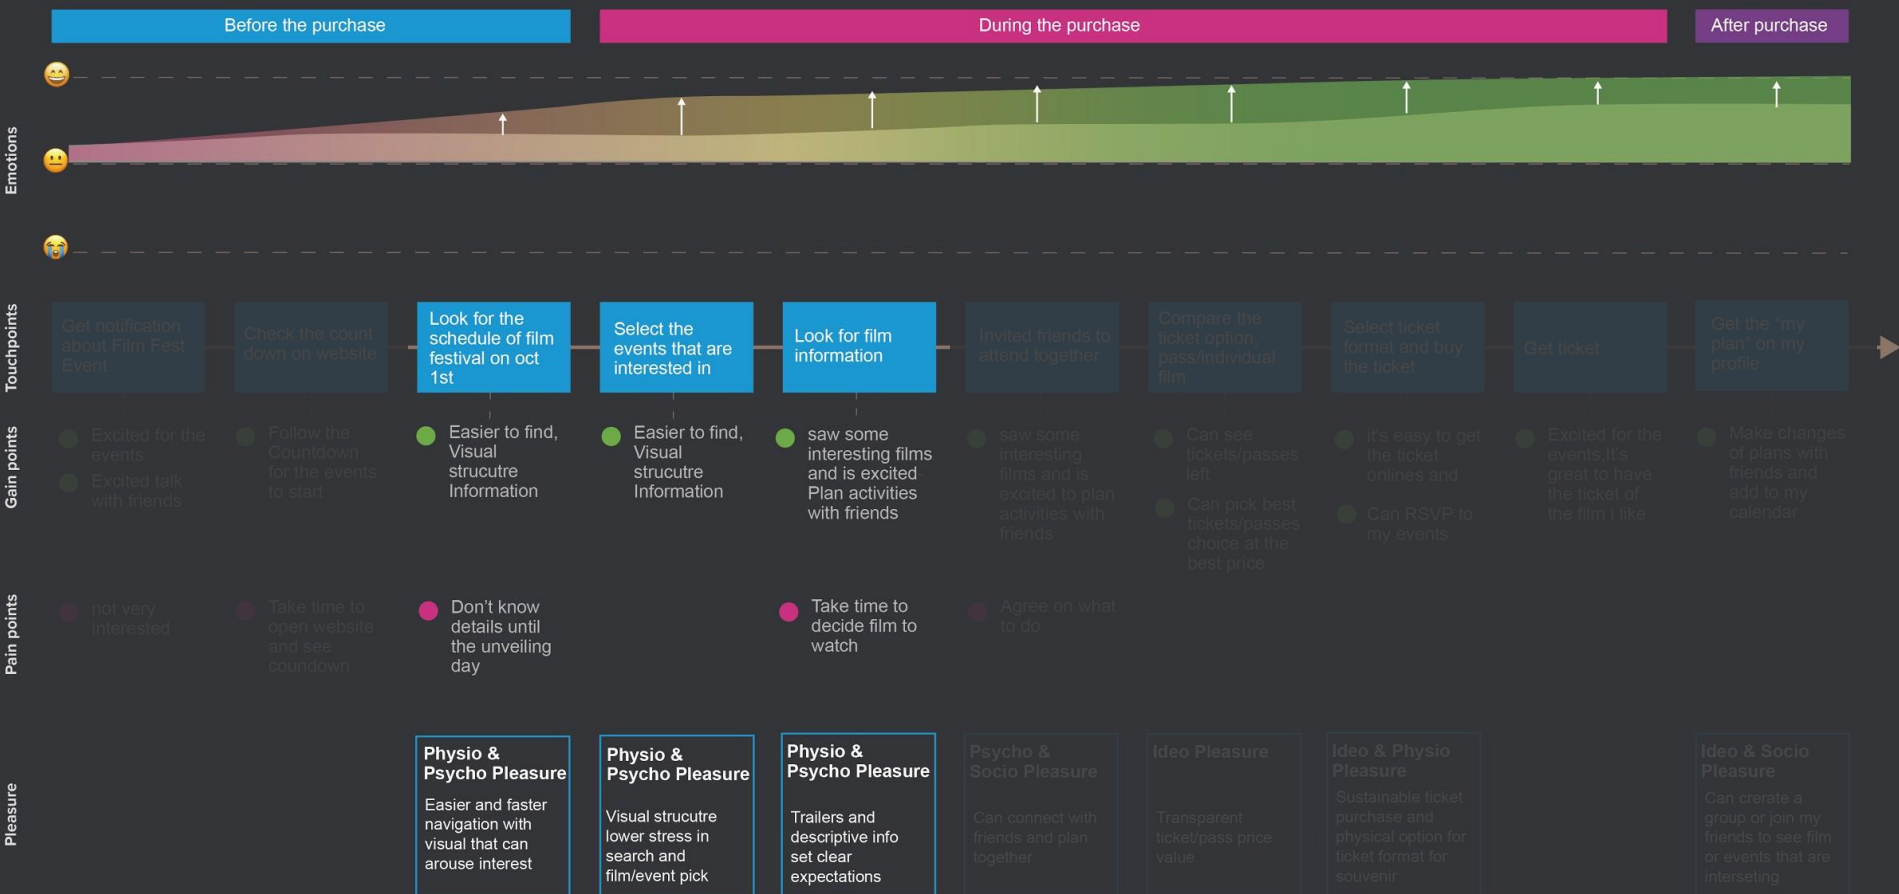 Before the purchase
During the purchase
After purchase
Emotions
Touchpoints
Get notification
about Film Fest
Event
Check the count
down on website
Look for the
schedule of film
festival on oct
1st
Select the
events that are
interested in
Look for film
information
Invited friends to
attend together
Compare the
ticket option,
pass/individual
film
Select ticket
format and buy
the ticket
Get ticket
Get the "my
plan" on my
profile
Gain points
Excited for the
events
Excited talk
with friends
Follow the
Countdown
for the events
to start
Easier to find,
Visual
strucutre
Information
Easier to find,
Visual
strucutre
Information
saw some
interesting films
and is excited
Plan activities
with friends
saw some
interesting
films and is
excited to plan
activities with
friends
Can see
tickets/passes
left
Can pick best
tickets/passes
choice at the
best price
it's easy to get
the ticket
onlines and
Can RSVP to
my events
Excited for the
events,It's
great to have
the ticket of
the film i like
Make changes
of plans with
friends and
add to my
calendar
Pain points
not very
interested
Take time to
open website
and see
coundown
Don't know
details until
the unveiling
day
Take time to
decide film to
watch
Agree on what
to do
Pleasure
Physio &
Psycho Pleasure
Easier and faster
navigation with
visual that can
arouse interest
Physio &
Psycho Pleasure
Visual strucutre
lower stress in
search and
film/event pick
Physio &
Psycho Pleasure
Trailers and
descriptive info
set clear
expectations
Psycho &
Socio Pleasure
Can connect with
friends and plan
together
Ideo Pleasure
Transparent
ticket/pass price
value
Ideo & Physio
Pleasure
Sustainable ticket
purchase and
physical option for
ticket format for
souvenir
Ideo & Socio
Pleasure
Can crerate a
group or join my
friends to see film
or events that are
interseting